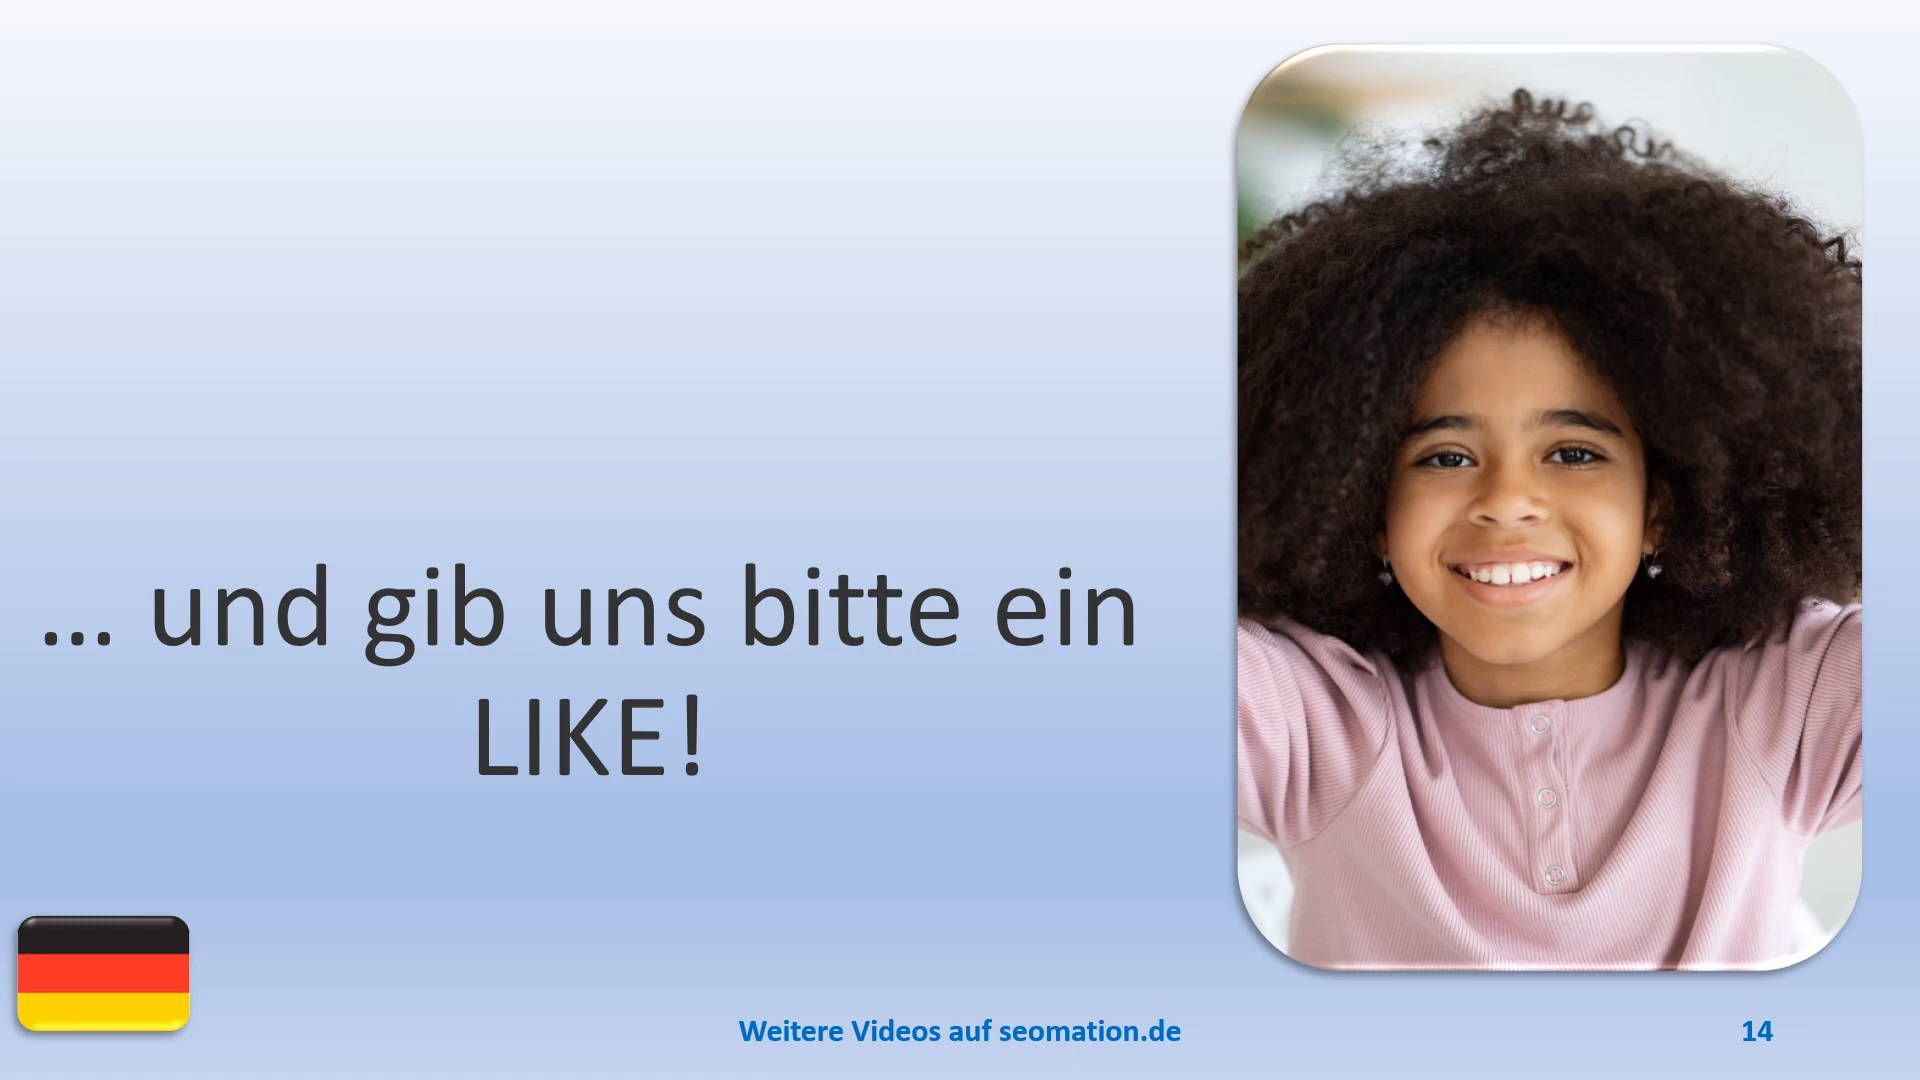 ... und gib uns bitte ein
LIKE!
Weitere Videos auf seomation.de
14